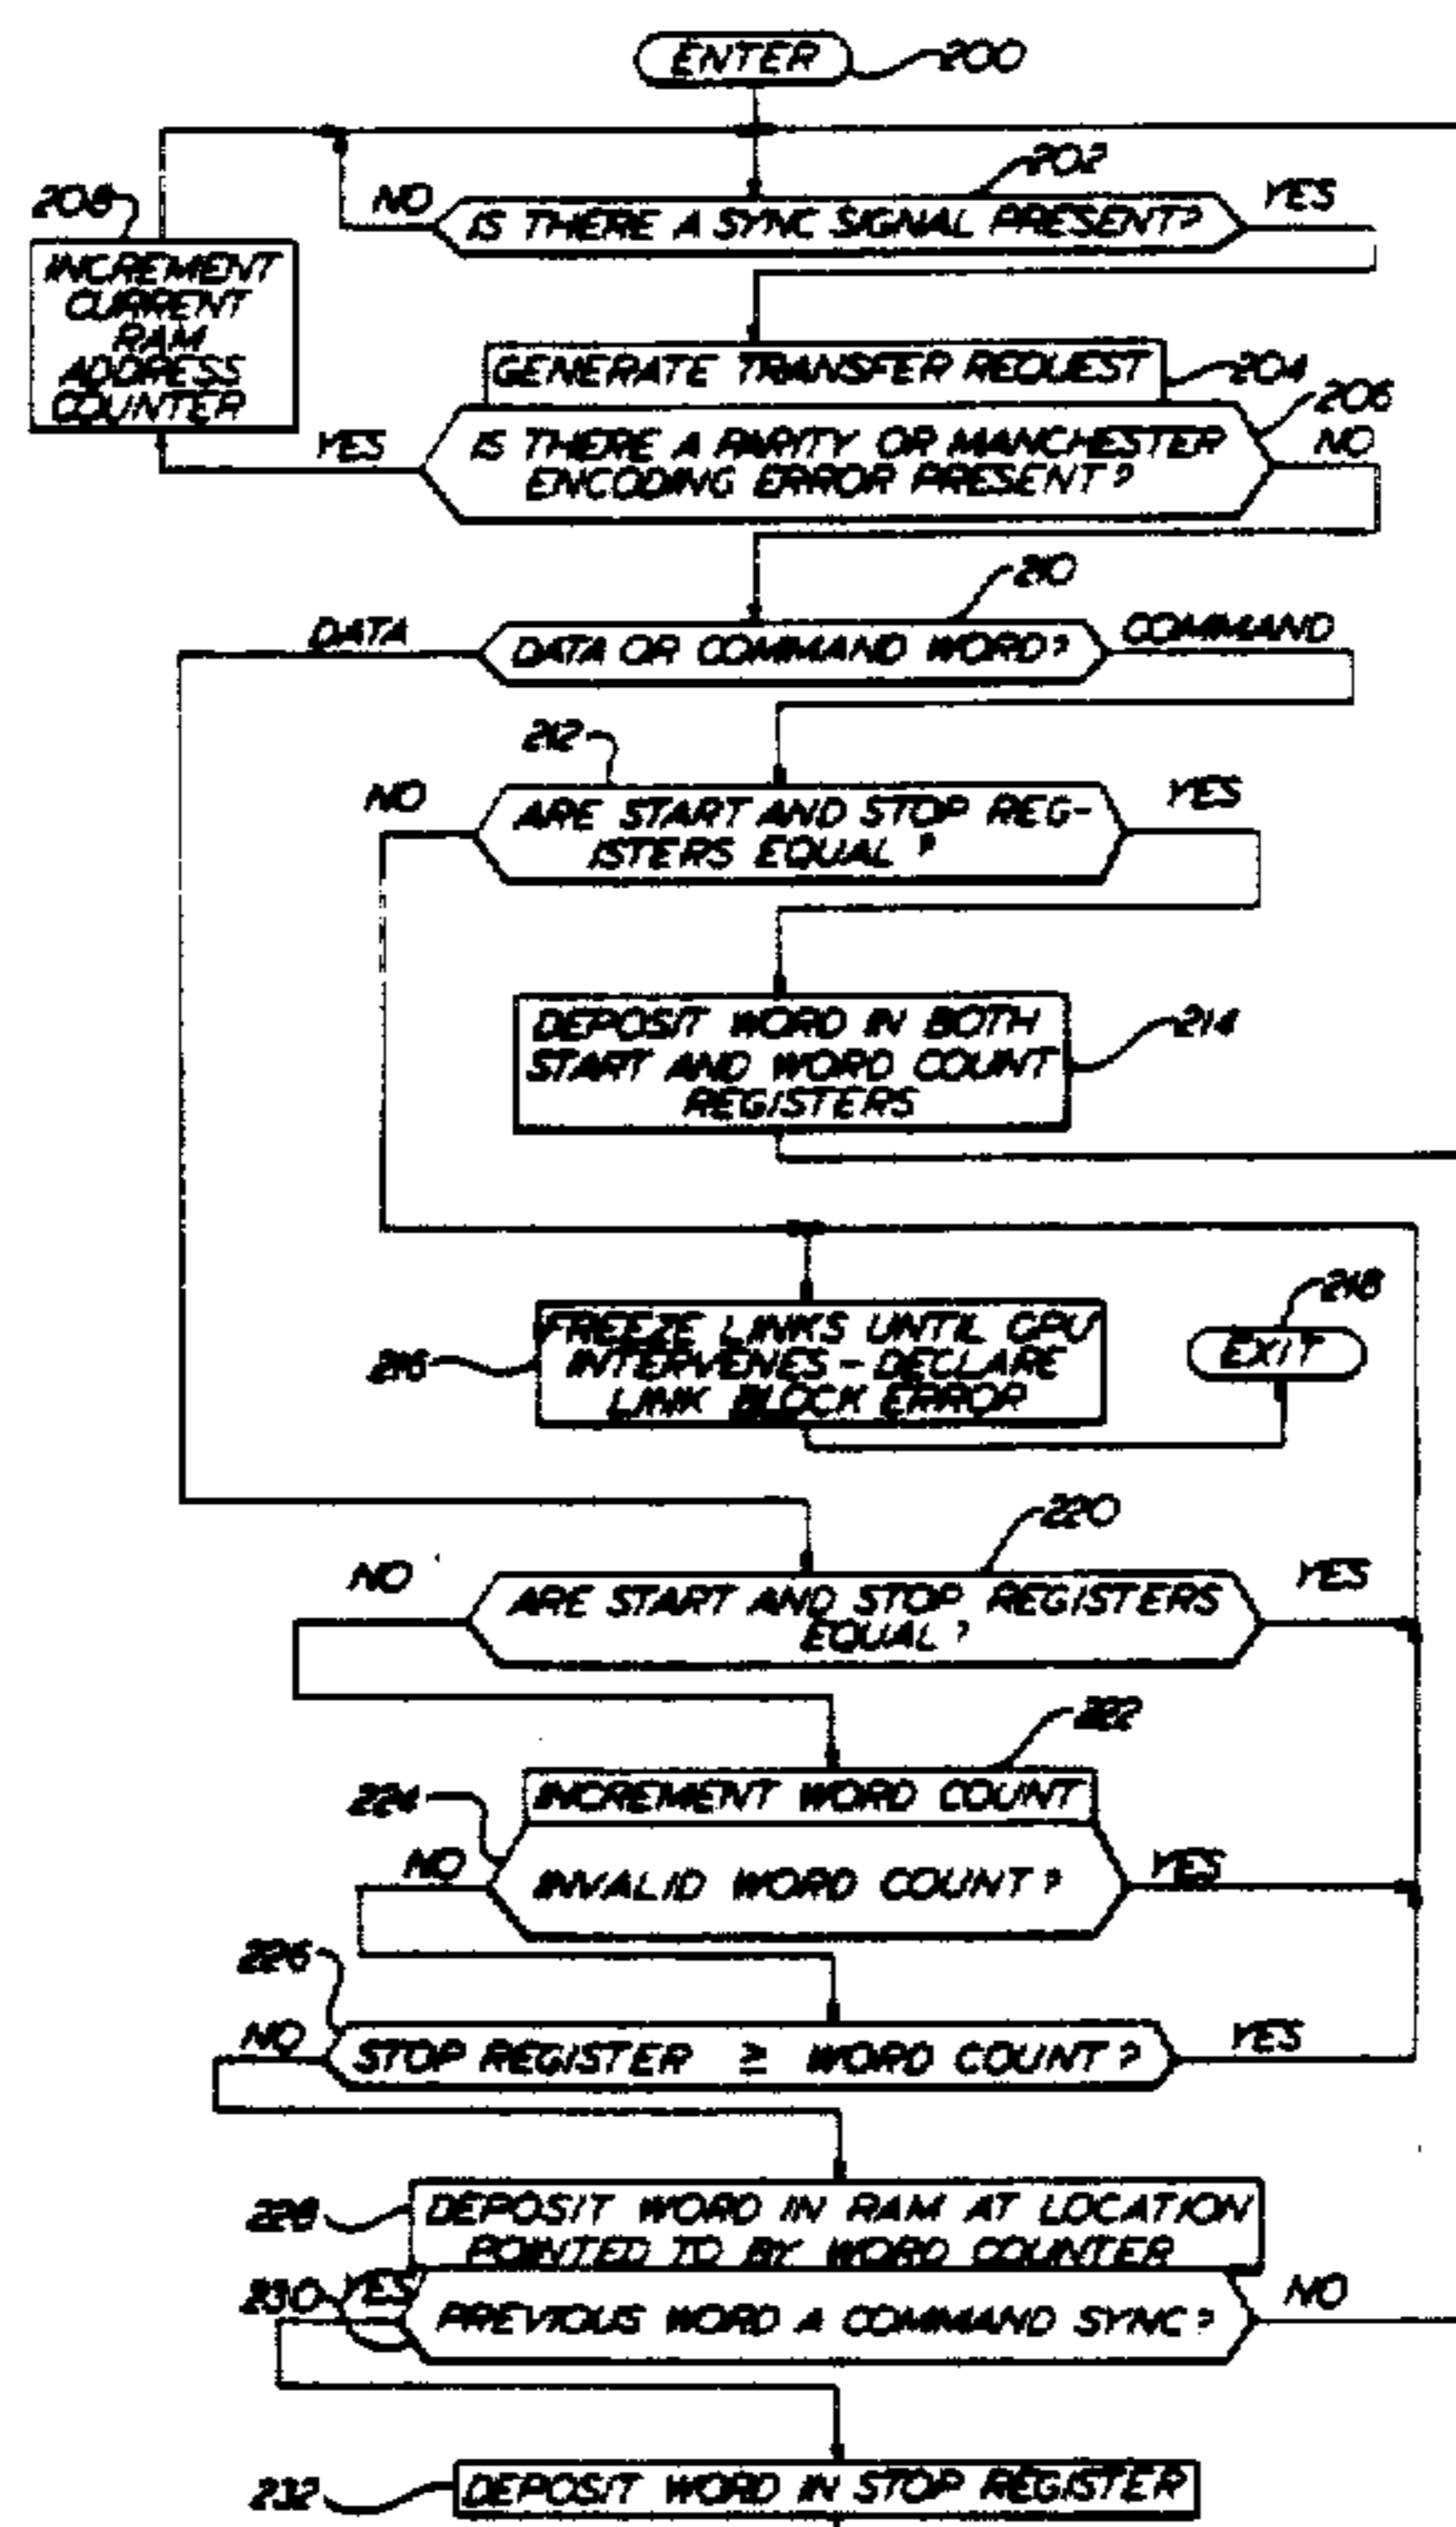 ENTER
200
202
NO
IS THERE A SYNC SIGNAL PRESENT?
YES
208
INCREMENT
CURRENT
RAM
ADDRESS
COUNTER
GENERATE TRANSFER REQUEST
204
206
YES
IS THERE A PARITY OR MANCHESTER
ENCODING ERROR PRESENT?
NO
210
DATA
DATA OR COMMAND WORD?
COMMAND
212
NO
ARE START AND STOP REG-
ISTERS EQUAL?
YES
DEPOSIT WORD IN BOTH
START AND WORD COUNT
REGISTERS
214
216
FREEZE LINKS UNTIL CPU
INTERVENES - DECLARE
LINK BLOCK ERROR
218
EXIT
220
NO
ARE START AND STOP REGISTERS
EQUAL?
YES
222
INCREMENT WORD COUNT
224
NO
INVALID WORD COUNT?
YES
226
NO
STOP REGISTER ≥ WORD COUNT?
YES
228
DEPOSIT WORD IN RAM AT LOCATION
POINTED TO BY WORD COUNTER
230
YES
PREVIOUS WORD A COMMAND SYNC?
NO
232
DEPOSIT WORD IN STOP REGISTER